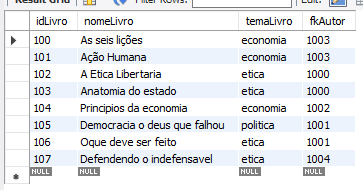 Result Grid Filter Rows: Edit:
idLivro nomeLivro temaLivro fkAutor
100 As seis lições economia 1003
101 Ação Humana economia 1003
102 A Etica Libertaria etica 1000
103 Anatomia do estado etica 1000
104 Principios da economia economia 1002
105 Democracia o deus que falhou politica 1001
106 Oque deve ser feito etica 1001
107 Defendendo o indefensavel etica 1004
NULL NULL NULL NULL